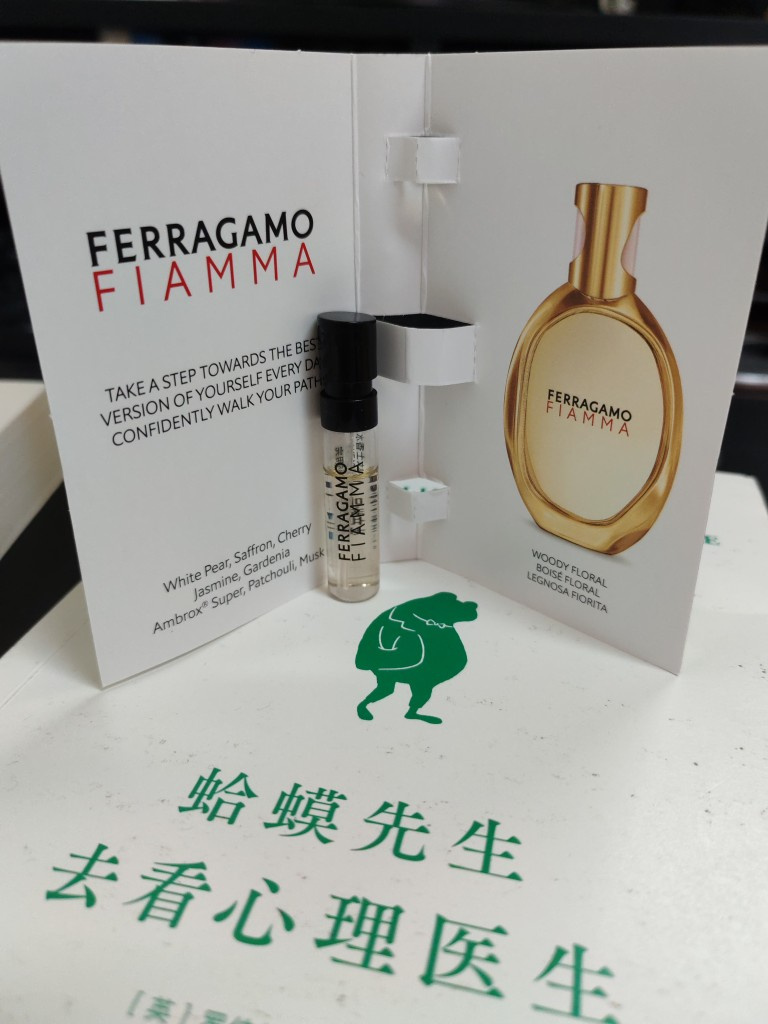 FERRAGAMO
FIAMMA
TAKE A STEP TOWARDS THE BEST
VERSION OF YOURSELF EVERY
CONFIDENTLY WALK YOUR PATH
White Pear, Saffron, Cherry
Jasmine, Gardenia
Ambrox® Super, Patchouli, Musk
FERRAGAMO
FIAMMA
FERRAGAMO
FIAMMA
WOODY FLORAL
BOISÉ FLORAL
LEGNOSA FIORITA
蛤蟆先生
去看心理医生
[英]